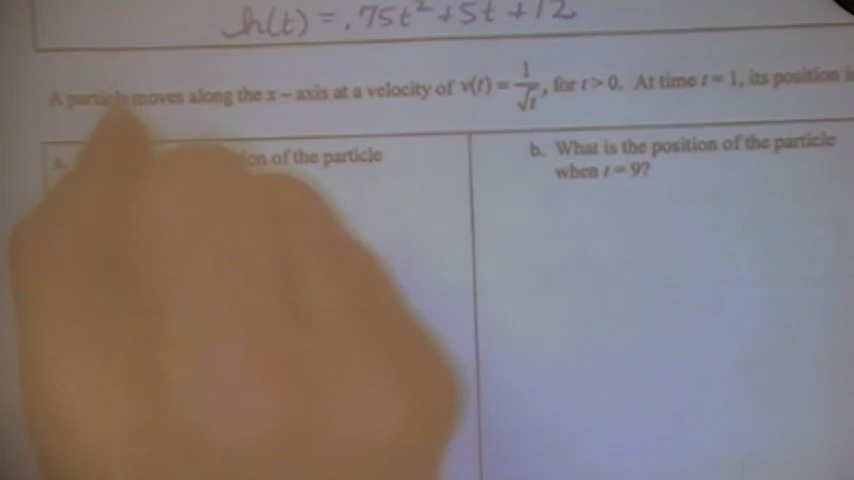 h(t) = .75t² + 5t + 12
A particle moves along the x – axis at a velocity of v(t) = 1/√t, for t > 0. At time t = 1, its position is
a. ion of the particle
b. What is the position of the particle
when t = 9?